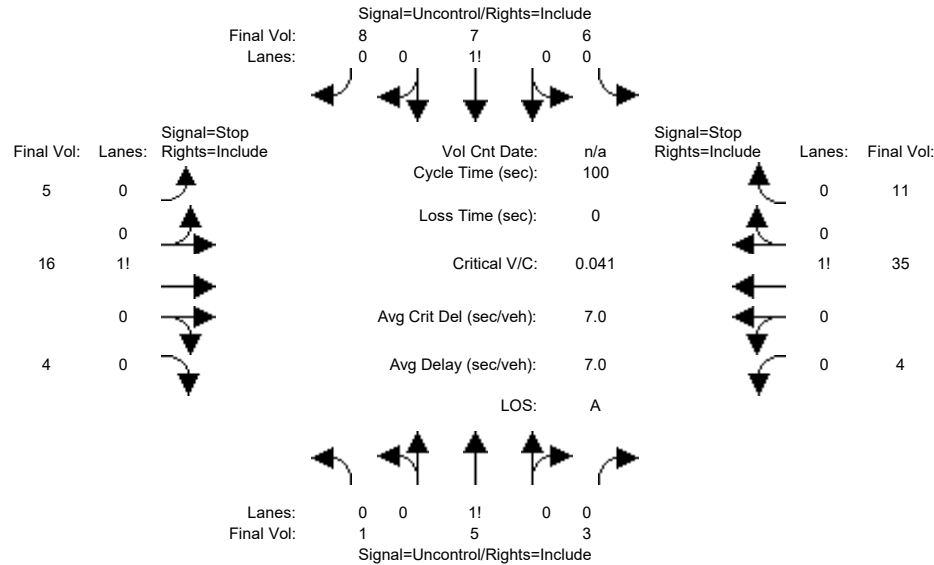 Signal=Uncontrol/Rights=Include
Final Vol: 8 7 6
Lanes: 0 0 1! 0 0
Signal=Stop Signal=Stop
Final Vol: Lanes: Rights=Include Vol Cnt Date: n/a Rights=Include Lanes: Final Vol:
Cycle Time (sec): 100
5 0 0 11
Loss Time (sec): 0
0 0
16 1! Critical V/C: 0.041 1! 35
0 Avg Crit Del (sec/veh): 7.0 0
4 0 Avg Delay (sec/veh): 7.0 0 4
LOS: A
Lanes: 0 0 1! 0 0
Final Vol: 1 5 3
Signal=Uncontrol/Rights=Include